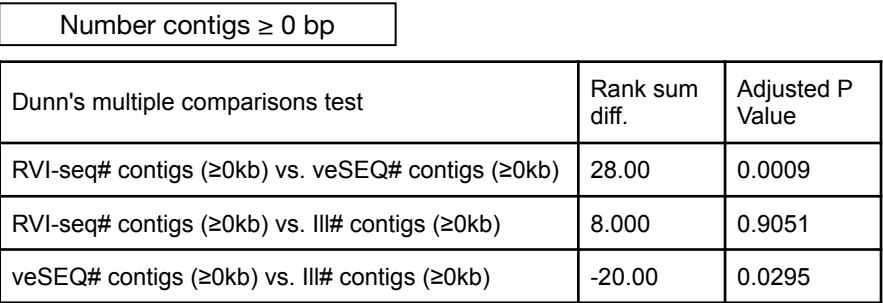 Number contigs ≥ 0 bp
Dunn's multiple comparisons test Rank sum diff. Adjusted P Value
RVI-seq# contigs (≥0kb) vs. veSEQ# contigs (≥0kb) 28.00 0.0009
RVI-seq# contigs (≥0kb) vs. Ill# contigs (≥0kb) 8.000 0.9051
veSEQ# contigs (≥0kb) vs. Ill# contigs (≥0kb) -20.00 0.0295